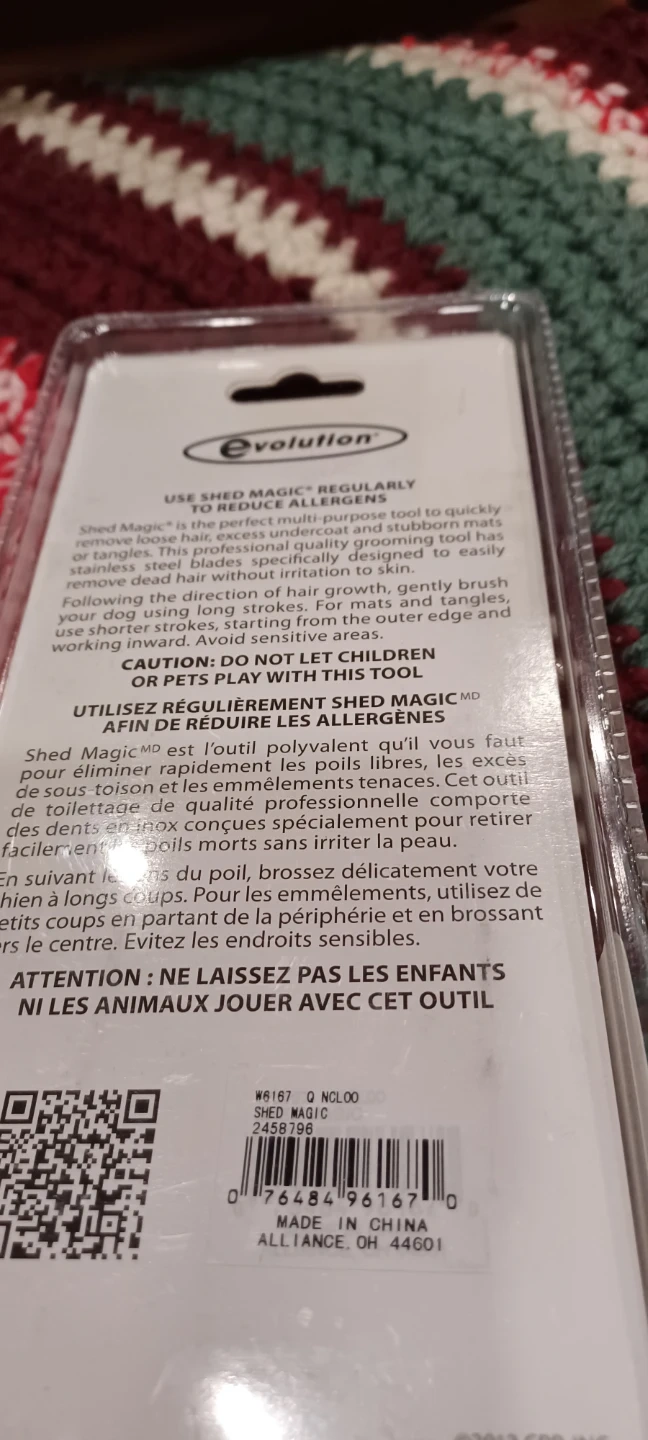 evolution®
USE SHED MAGIC® REGULARLY
TO REDUCE ALLERGENS
Shed Magic® is the perfect multi-purpose tool to quickly
remove loose hair, excess undercoat and stubborn mats
or tangles. This professional quality grooming tool has
stainless steel blades specifically designed to easily
remove dead hair without irritation to skin.
Following the direction of hair growth, gently brush
your dog using long strokes. For mats and tangles,
use shorter strokes, starting from the outer edge and
working inward. Avoid sensitive areas.
CAUTION: DO NOT LET CHILDREN
OR PETS PLAY WITH THIS TOOL
UTILISEZ RÉGULIÈREMENT SHED MAGIC MD
AFIN DE RÉDUIRE LES ALLERGÈNES
Shed Magic MD est l'outil polyvalent qu'il vous faut
pour éliminer rapidement les poils libres, les excès
de sous-toison et les emmêlements tenaces. Cet outil
de toilettage de qualité professionnelle comporte
des dents en inox conçues spécialement pour retirer
facilement poils morts sans irriter la peau.
En suivant du poil, brossez délicatement votre
hien à longs coups. Pour les emmêlements, utilisez de
etits coups en partant de la périphérie et en brossant
rs le centre. Evitez les endroits sensibles.
ATTENTION : NE LAISSEZ PAS LES ENFANTS
NI LES ANIMAUX JOUER AVEC CET OUTIL
W6167 Q NCL00
SHED MAGIC
2458796
0 76484 96167 0
MADE IN CHINA
ALLIANCE, OH 44601